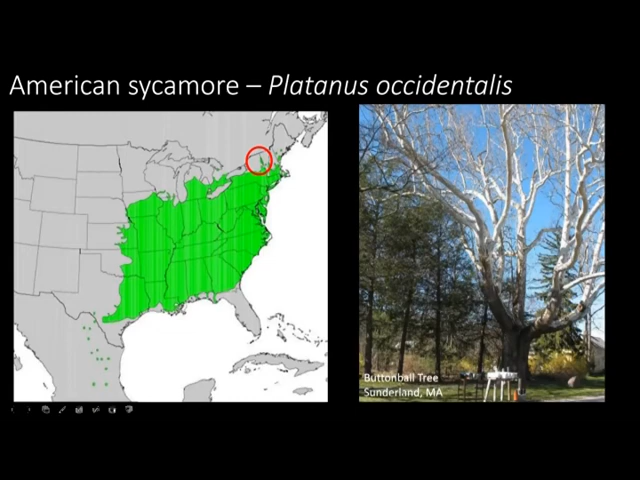 American sycamore – Platanus occidentalis
Buttonball Tree
Sunderland, MA